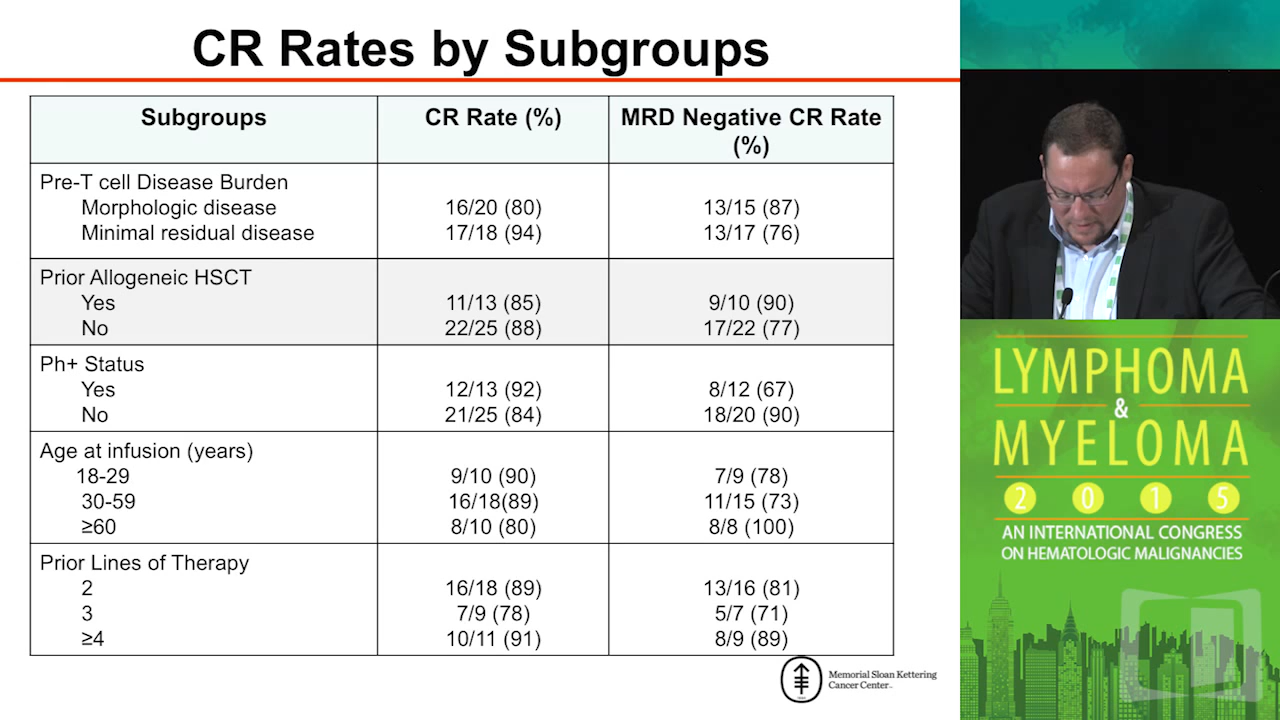 CR Rates by Subgroups
Subgroups CR Rate (%) MRD Negative CR Rate (%)
Pre-T cell Disease Burden
Morphologic disease 16/20 (80) 13/15 (87)
Minimal residual disease 17/18 (94) 13/17 (76)
Prior Allogeneic HSCT
Yes 11/13 (85) 9/10 (90)
No 22/25 (88) 17/22 (77)
Ph+ Status
Yes 12/13 (92) 8/12 (67)
No 21/25 (84) 18/20 (90)
Age at infusion (years)
18-29 9/10 (90) 7/9 (78)
30-59 16/18(89) 11/15 (73)
≥60 8/10 (80) 8/8 (100)
Prior Lines of Therapy
2 16/18 (89) 13/16 (81)
3 7/9 (78) 5/7 (71)
≥4 10/11 (91) 8/9 (89)
Memorial Sloan Kettering
Cancer Center
LYMPHOMA
&
MYELOMA
2015
AN INTERNATIONAL CONGRESS
ON HEMATOLOGIC MALIGNANCIES